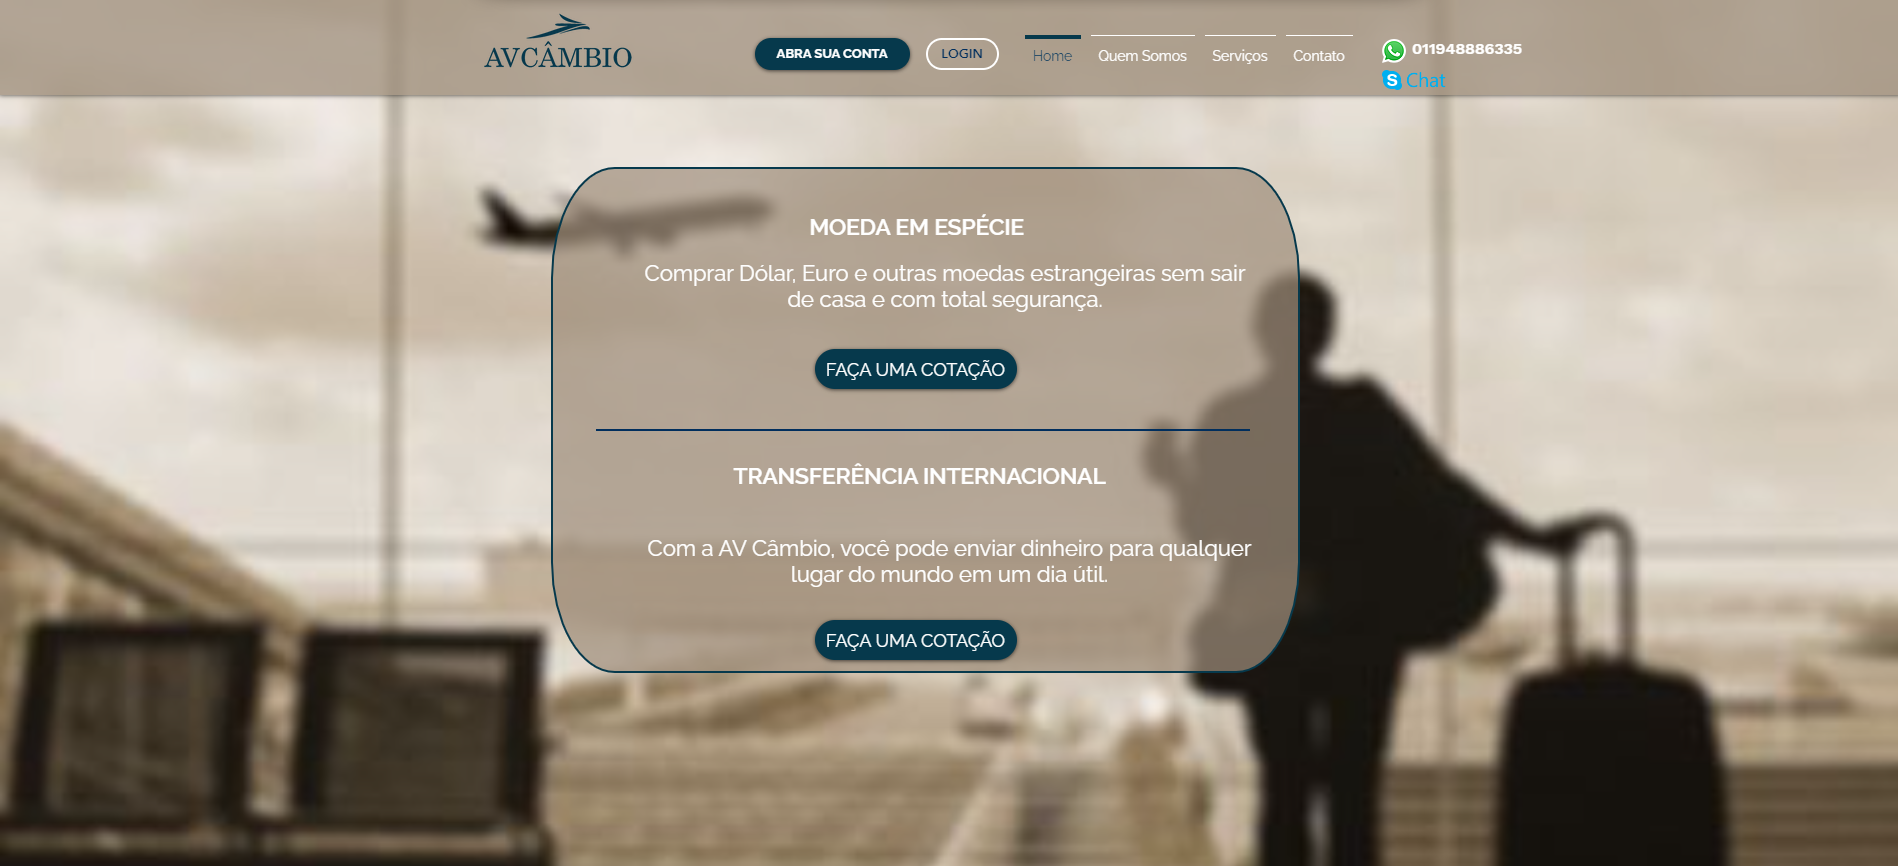 AVCÂMBIO
ABRA SUA CONTA
LOGIN
Home
Quem Somos
Serviços
Contato
011948886335
Chat
MOEDA EM ESPÉCIE
Comprar Dólar, Euro e outras moedas estrangeiras sem sair
de casa e com total segurança.
FAÇA UMA COTAÇÃO
TRANSFERÊNCIA INTERNACIONAL
Com a AV Câmbio, você pode enviar dinheiro para qualquer
lugar do mundo em um dia útil.
FAÇA UMA COTAÇÃO